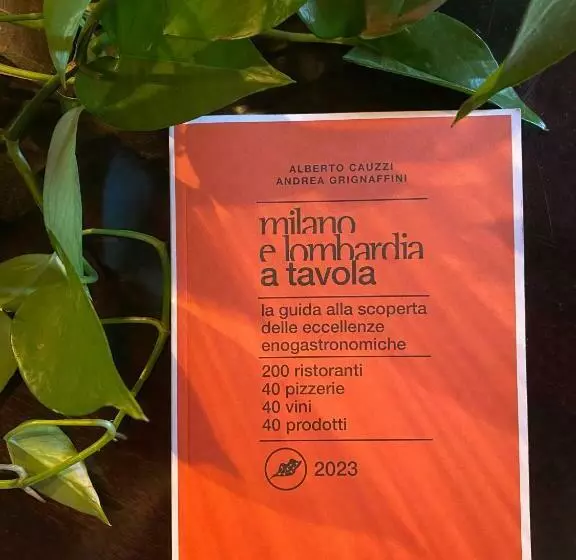 ALBERTO CAUZZI
ANDREA GRIGNAFFINI
milano
e lombardia
a tavola
la guida alla scoperta
delle eccellenze
enogastronomiche
200 ristoranti
40 pizzerie
40 vini
40 prodotti
2023